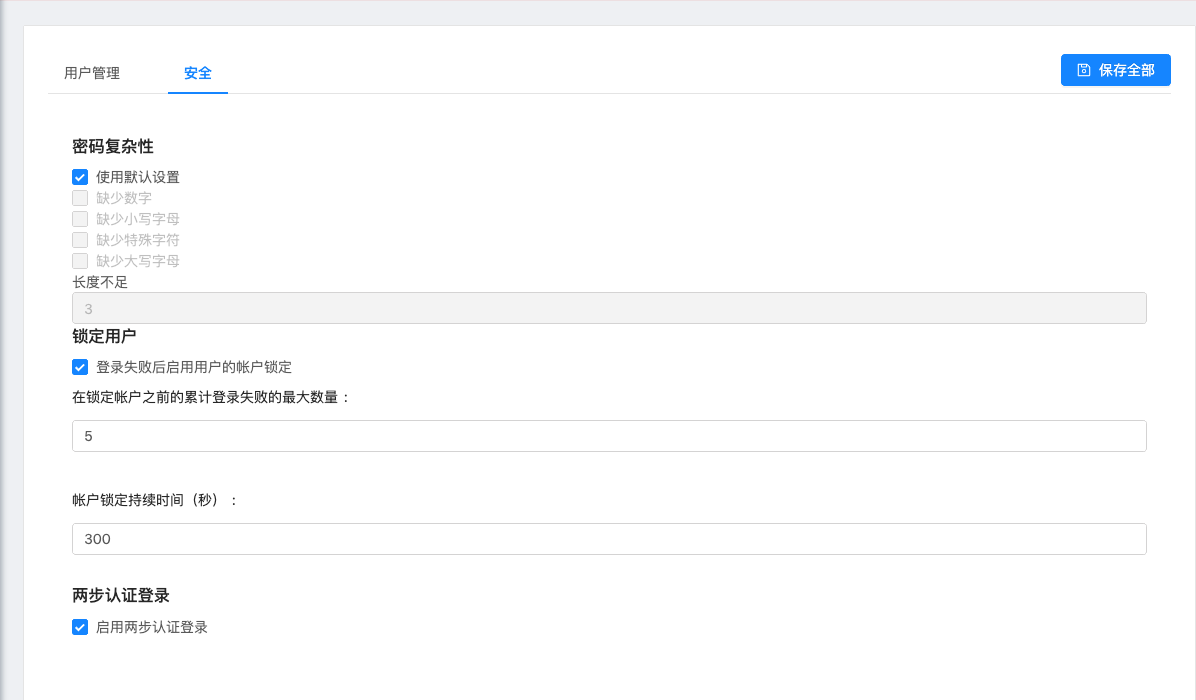 用户管理
安全
保存全部
密码复杂性
使用默认设置
缺少数字
缺少小写字母
缺少特殊字符
缺少大写字母
长度不足
3
锁定用户
登录失败后启用用户的帐户锁定
在锁定帐户之前的累计登录失败的最大数量：
5
帐户锁定持续时间（秒）：
300
两步认证登录
启用两步认证登录